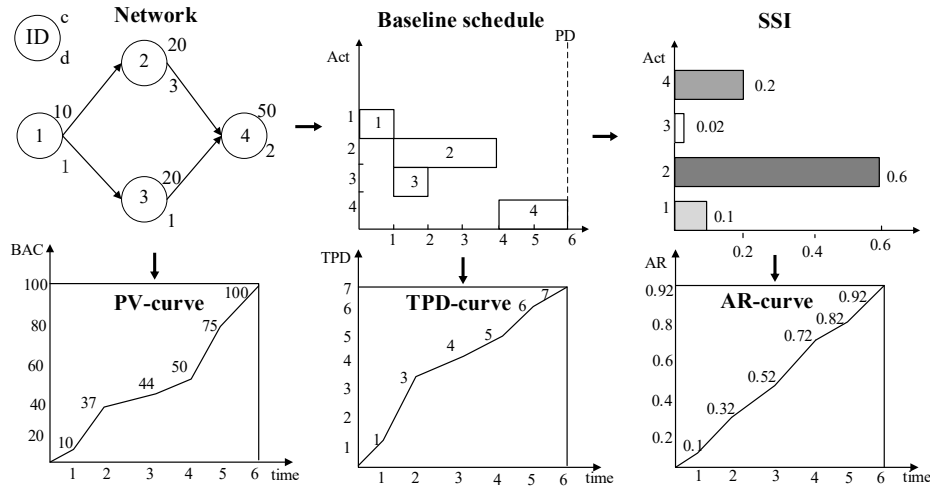 Network
ID
c
d
1
10
1
2
20
3
3
20
1
4
50
2
Baseline schedule
PD
Act
1
2
3
4
1
2
3
4
1 2 3 4 5 6
SSI
Act
4
3
2
1
0.2
0.02
0.6
0.1
0.2 0.4 0.6
BAC
PV-curve
100
80
60
40
20
10
37
44
50
75
100
1 2 3 4 5 6
time
TPD
TPD-curve
7
6
5
4
3
2
1
1
3
4
5
6
7
1 2 3 4 5 6
time
AR
AR-curve
0.92
0.8
0.6
0.4
0.2
0.1
0.32
0.52
0.72
0.82
0.92
1 2 3 4 5 6
time